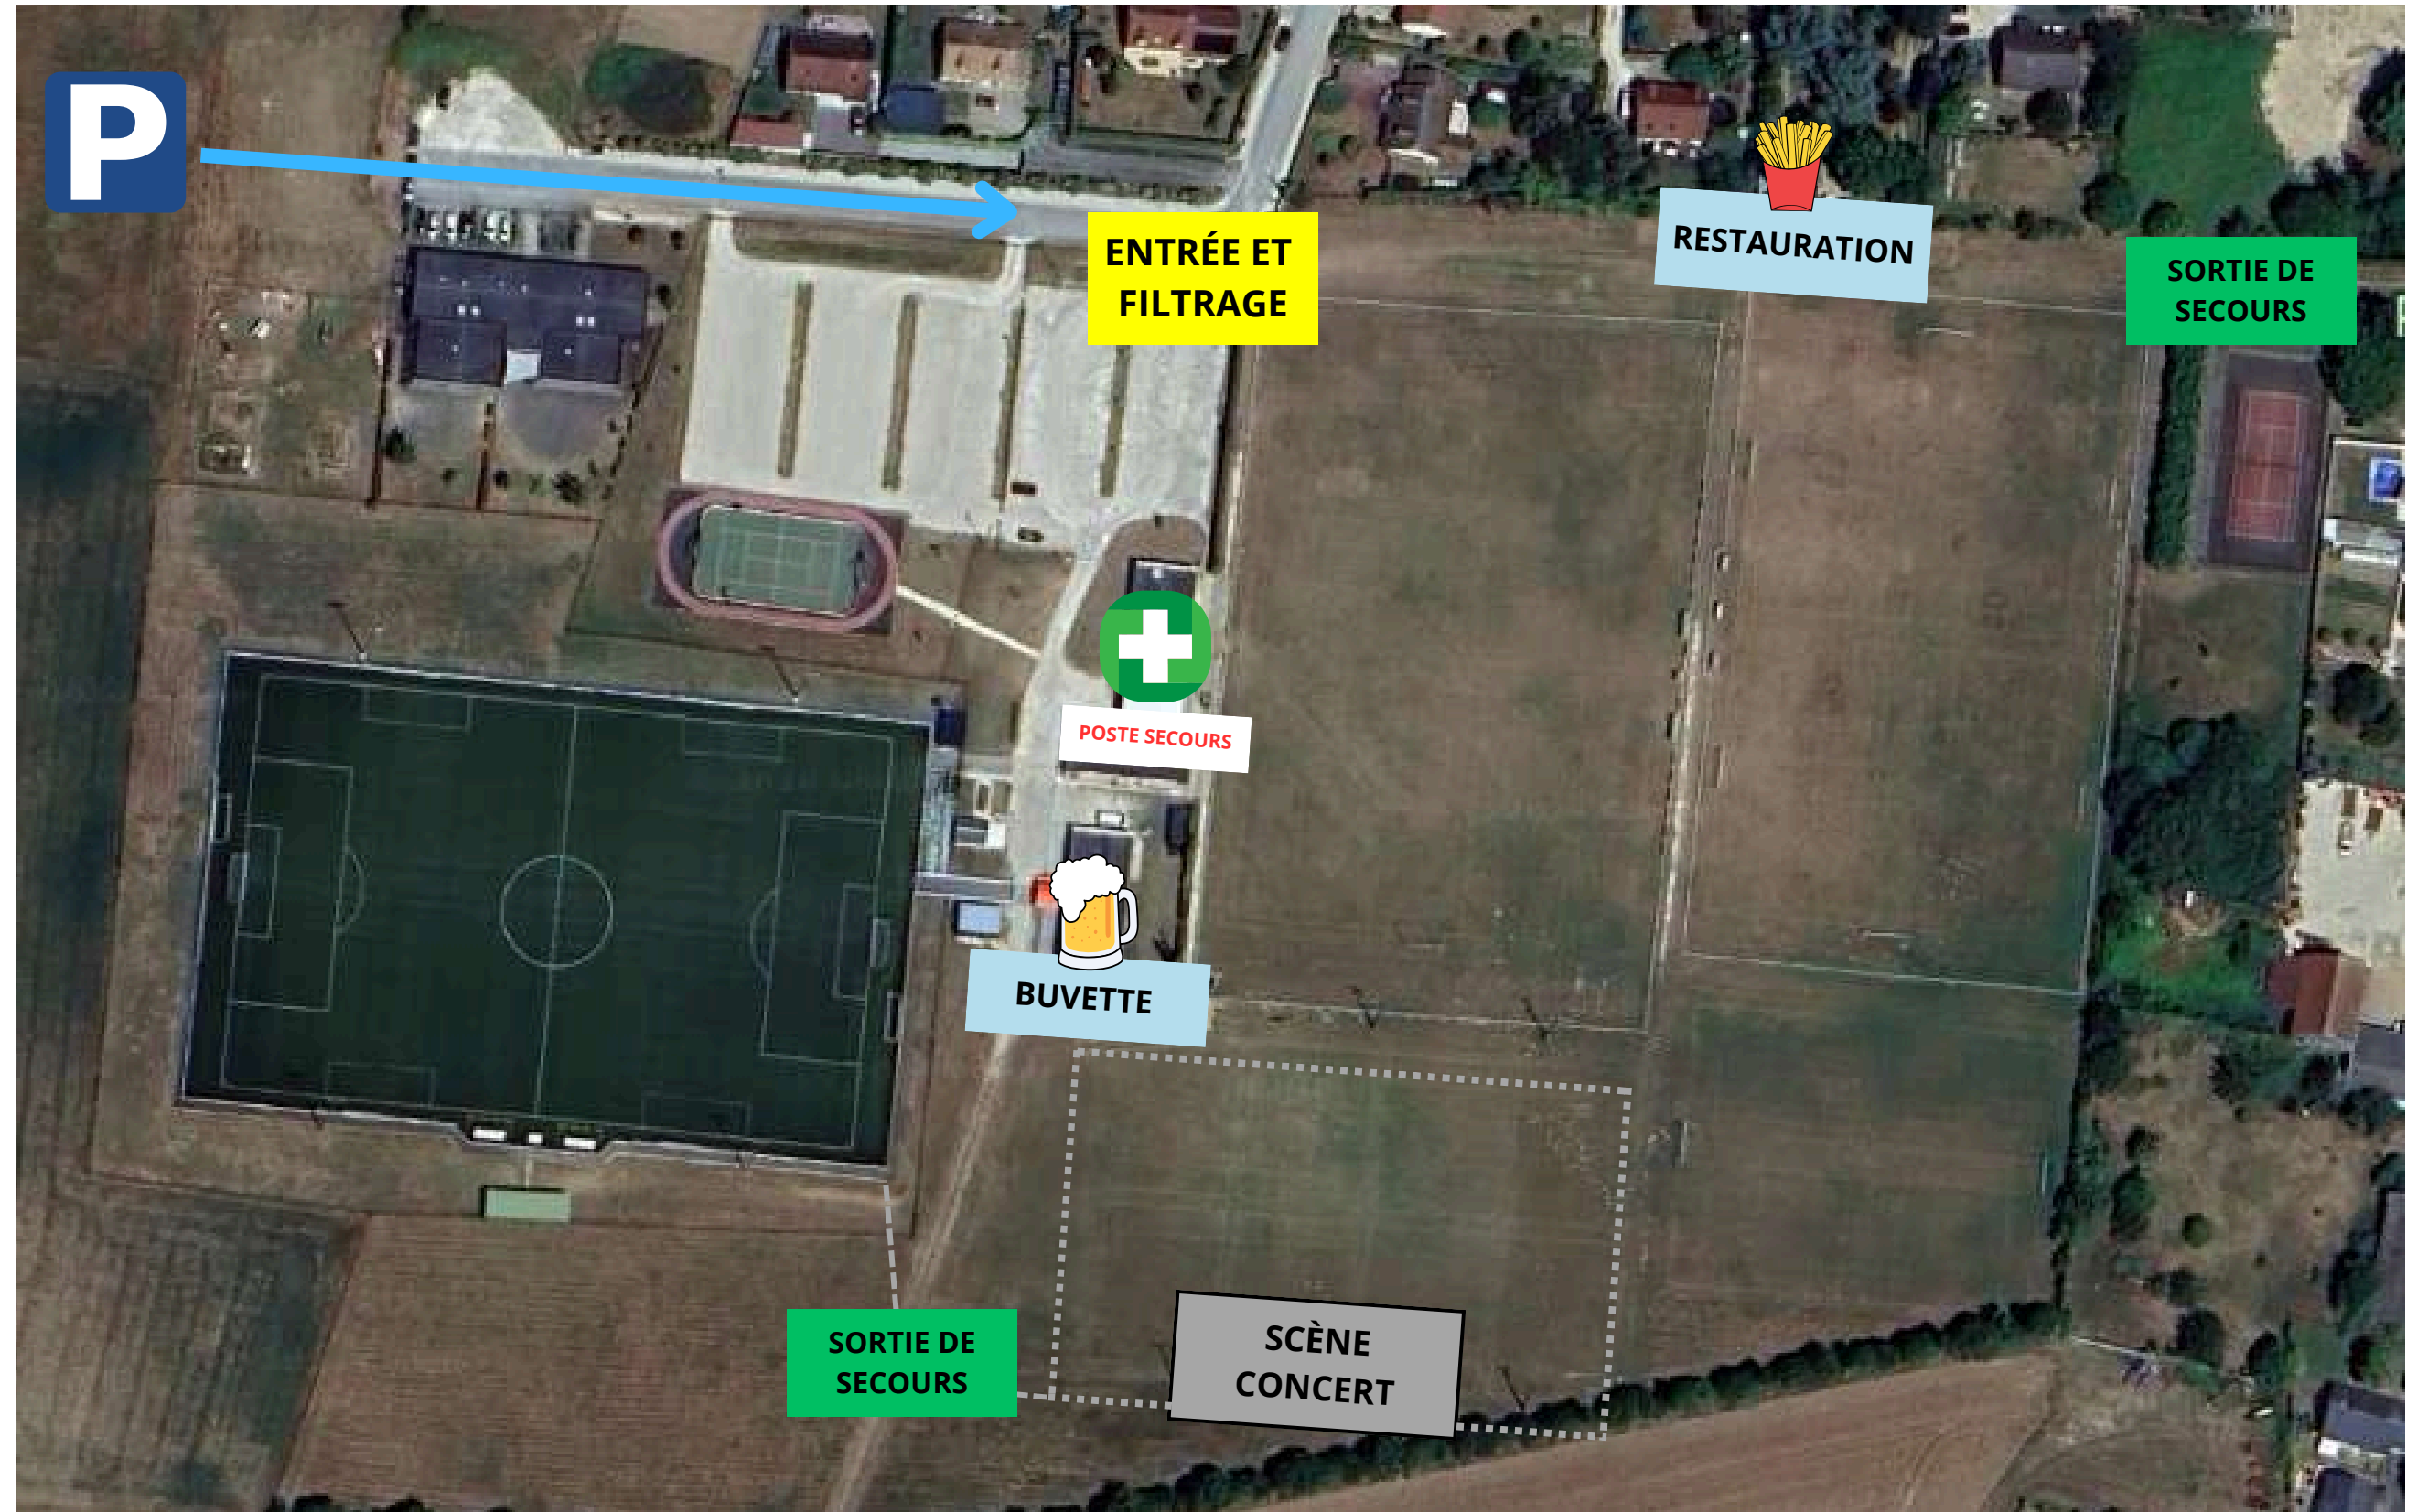 P
ENTRÉE ET
FILTRAGE
RESTAURATION
SORTIE DE
SECOURS
POSTE SECOURS
BUVETTE
SORTIE DE
SECOURS
SCÈNE
CONCERT